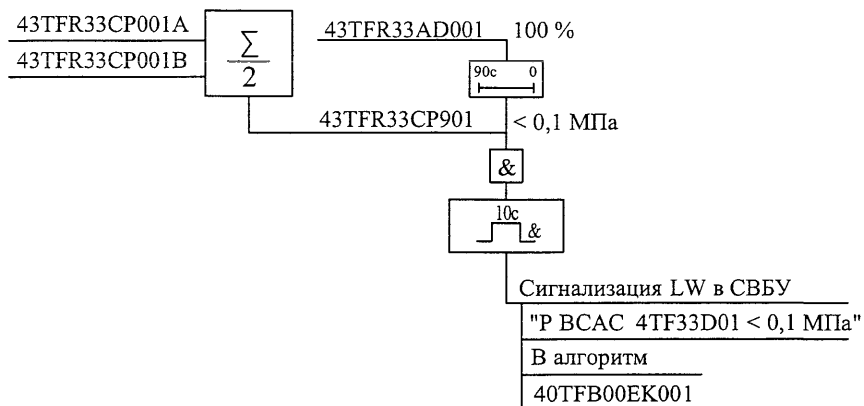 43TFR33CP001A
43TFR33CP001B
Σ
2
43TFR33AD001 100 %
90с 0
43TFR33CP901 < 0,1 МПа
&
10с
&
Сигнализация LW в СВБУ
"Р ВСАС 4TF33D01 < 0,1 МПа"
В алгоритм
40TFB00EK001